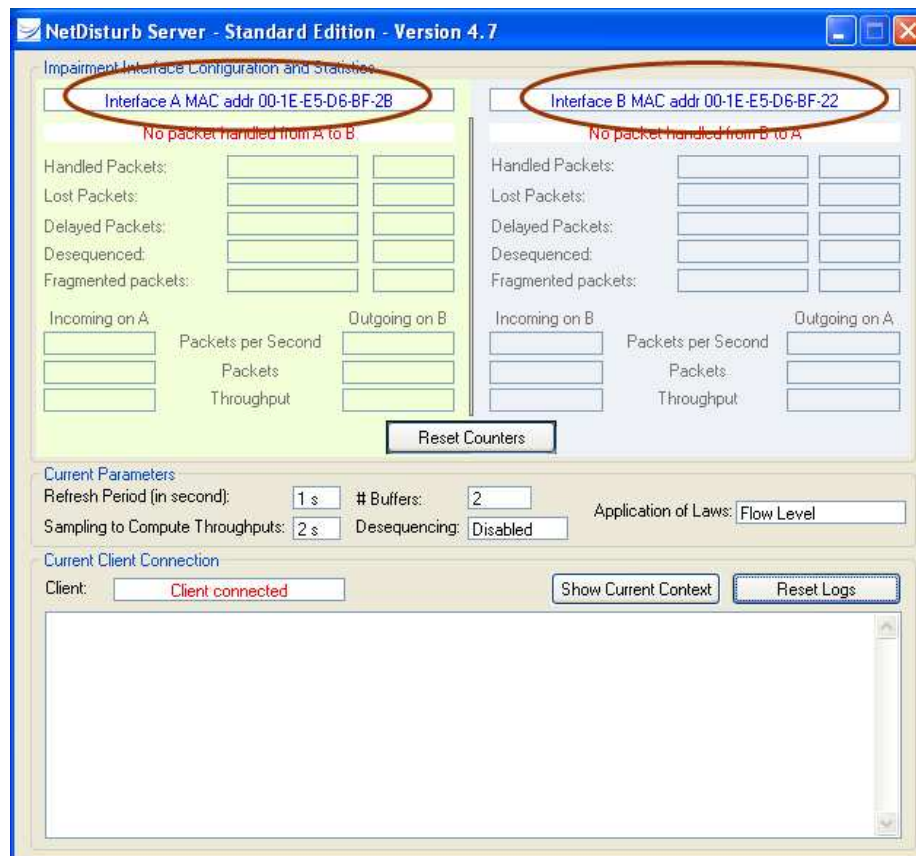 NetDisturb Server - Standard Edition - Version 4.7
Impairment Interface Configuration and Statistics
Interface A MAC addr 00-1E-E5-D6-BF-2B
Interface B MAC addr 00-1E-E5-D6-BF-22
No packet handled from A to B
No packet handled from B to A
Handled Packets:
Lost Packets:
Delayed Packets:
Desequenced:
Fragmented packets:
Handled Packets:
Lost Packets:
Delayed Packets:
Desequenced:
Fragmented packets:
Incoming on A
Outgoing on B
Packets per Second
Packets
Throughput
Incoming on B
Outgoing on A
Packets per Second
Packets
Throughput
Reset Counters
Current Parameters
Refresh Period (in second): 1 s
# Buffers: 2
Sampling to Compute Throughputs: 2 s
Desequencing: Disabled
Application of Laws: Flow Level
Current Client Connection
Client: Client connected
Show Current Context
Reset Logs